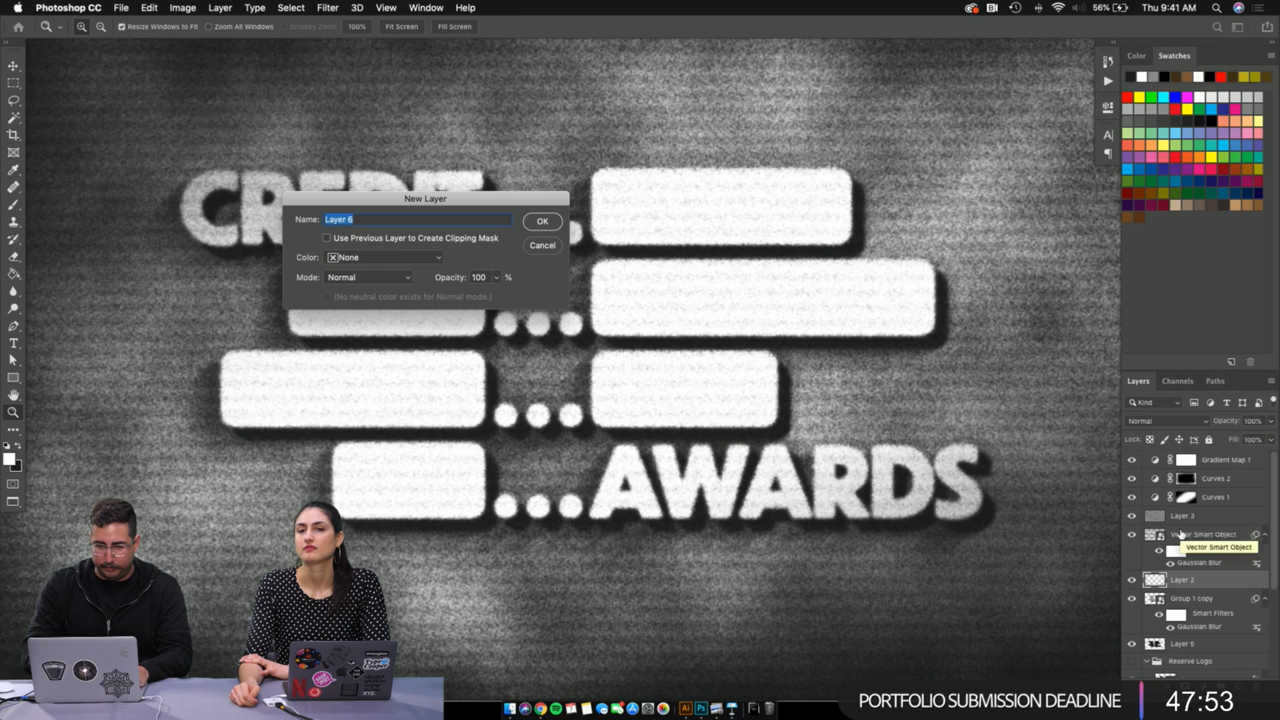 Photoshop CC File Edit Image Layer Type Select Filter 3D View Window Help
56% Thu 9:41 AM
Resize Windows to Fit Zoom All Windows Scrubby Zoom 100% Fit Screen Fill Screen
Color Swatches
New Layer
Name: Layer 6 OK
Use Previous Layer to Create Clipping Mask
Cancel
Color: None
Mode: Normal Opacity: 100 %
(No neutral color exists for Normal mode.)
...AWARDS
Layers Channels Paths
Kind
Normal Opacity: 100%
Lock: Fill: 100%
Gradient Map 1
Curves 2
Curves 1
Layer 3
Vector Smart Object
Vector Smart Object
Gaussian Blur
Layer 2
Group 1 copy
Smart Filters
Gaussian Blur
Layer 5
Reserve Logo
PORTFOLIO SUBMISSION DEADLINE 47:53